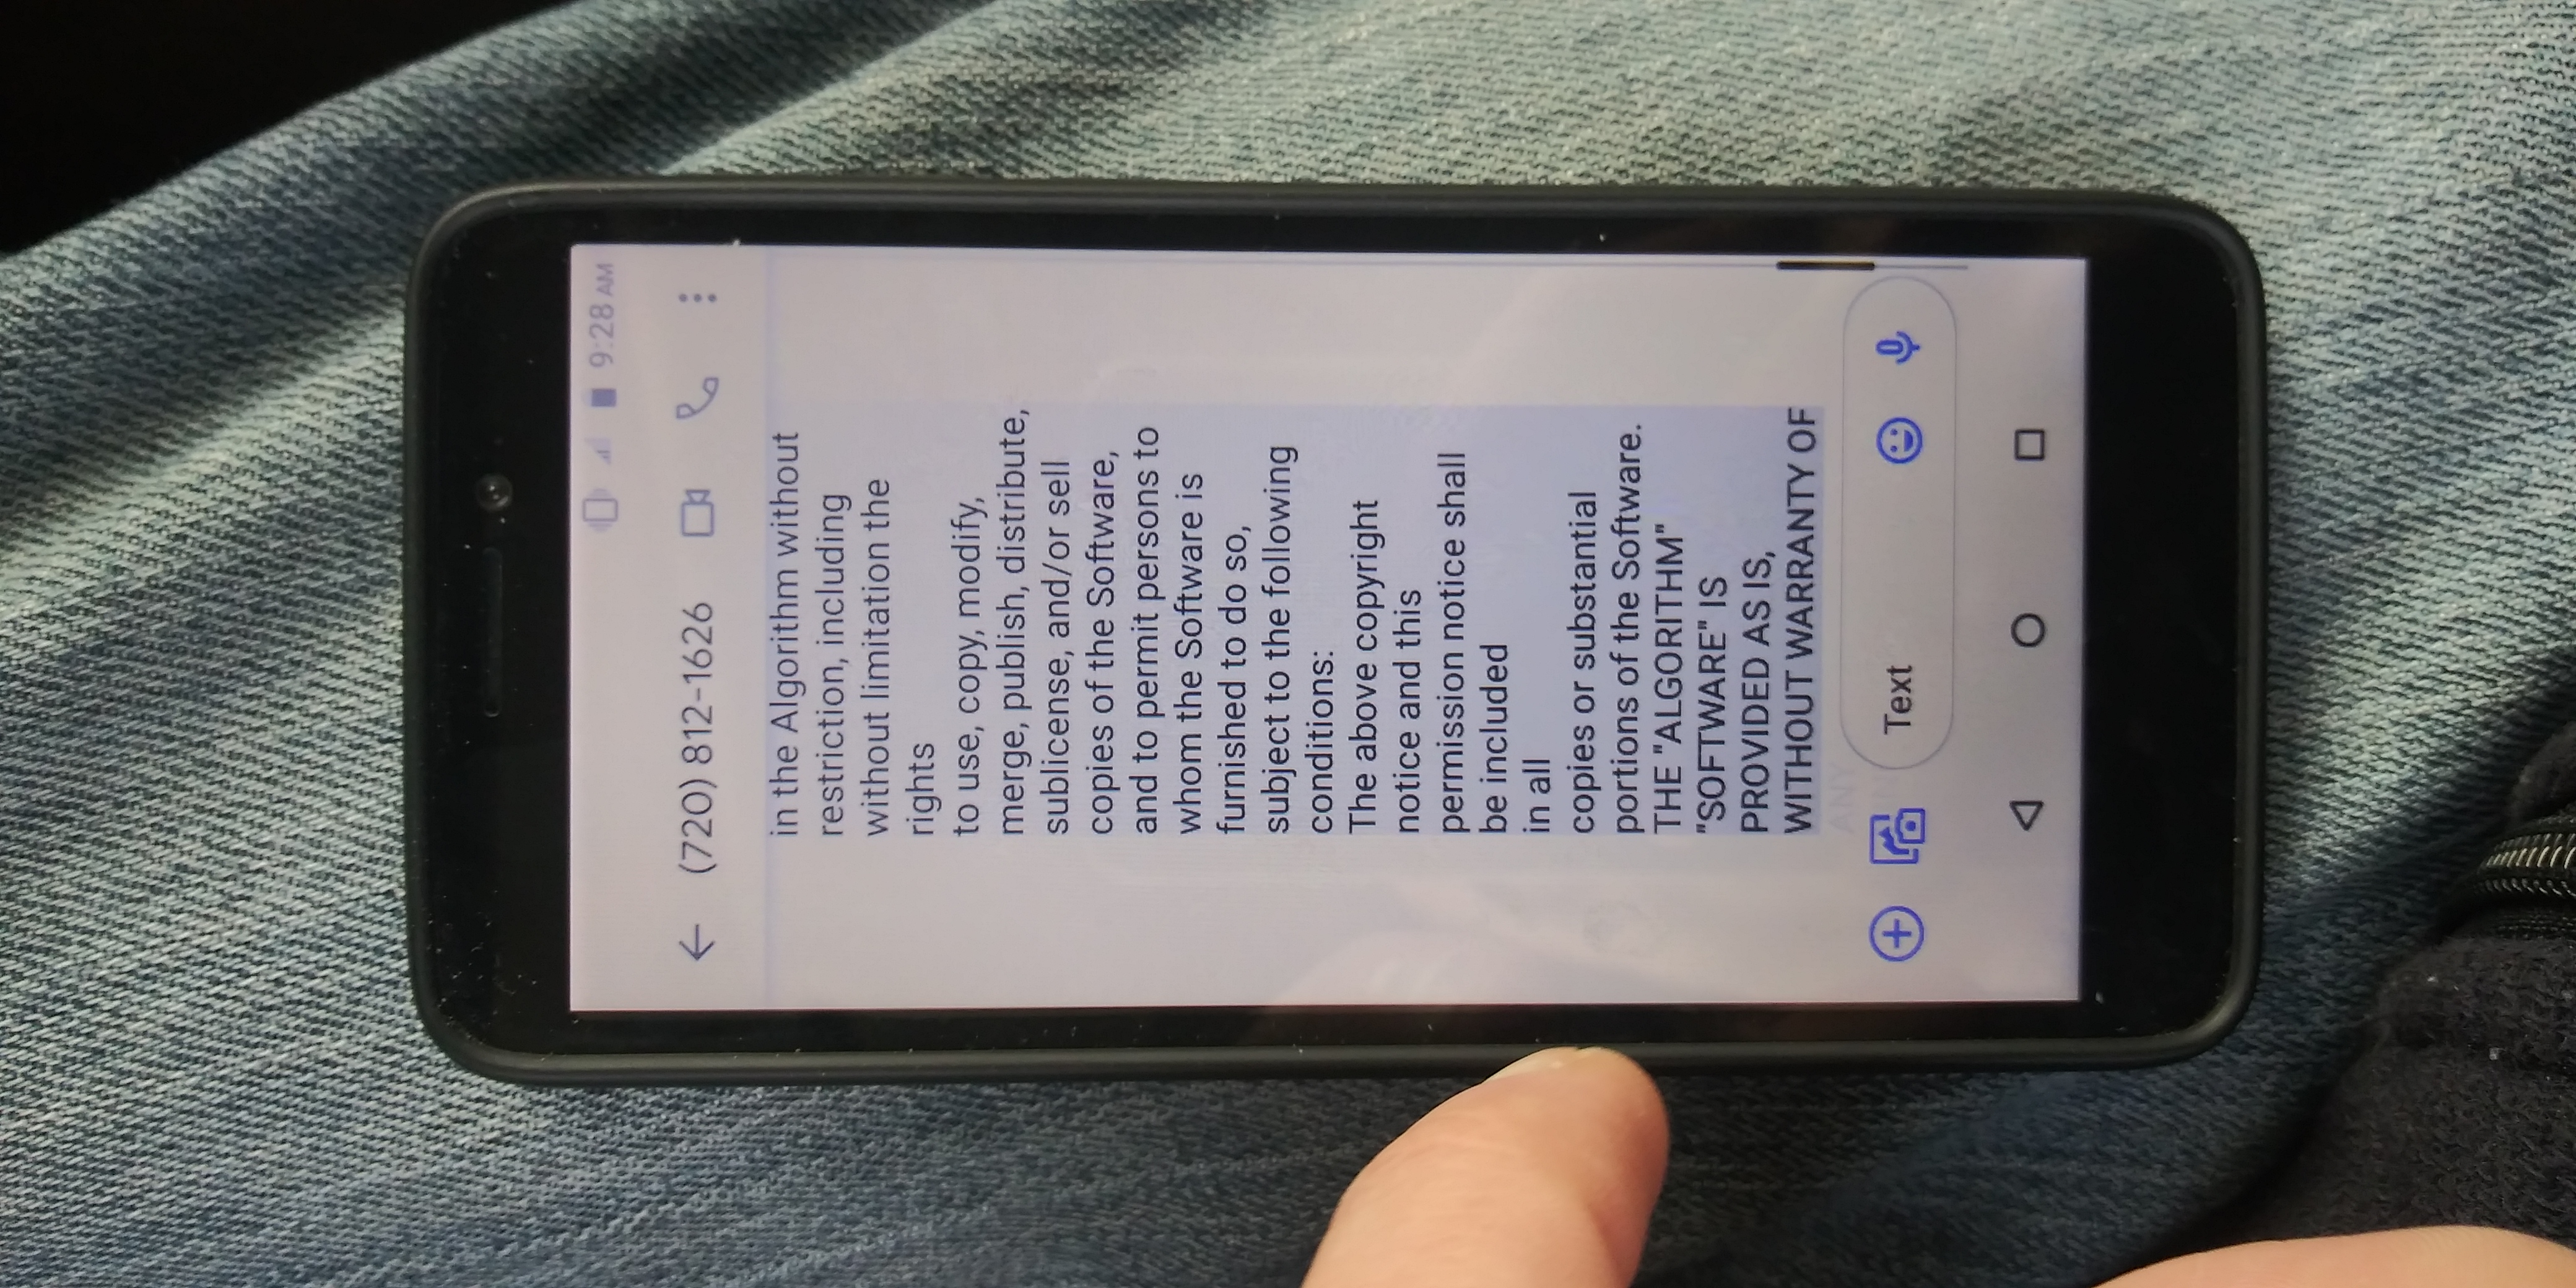 9:28 AM
(720) 812-1626
in the Algorithm without
restriction, including
without limitation the
rights
to use, copy, modify,
merge, publish, distribute,
sublicense, and/or sell
copies of the Software,
and to permit persons to
whom the Software is
furnished to do so,
subject to the following
conditions:
The above copyright
notice and this
permission notice shall
be included
in all
copies or substantial
portions of the Software.
THE "ALGORITHM"
"SOFTWARE" IS
PROVIDED AS IS,
WITHOUT WARRANTY OF
ANY
Text